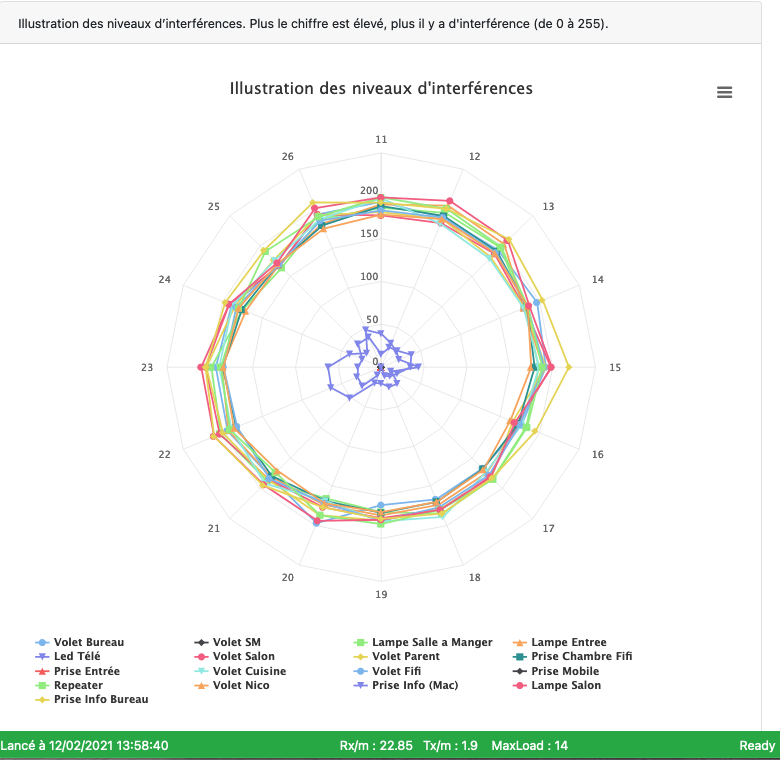 Illustration des niveaux d’interférences. Plus le chiffre est élevé, plus il y a d'interférence (de 0 à 255).
Illustration des niveaux d'interférences
11
12
13
14
15
16
17
18
19
20
21
22
23
24
25
26
200
150
100
50
0
Volet Bureau
Volet SM
Lampe Salle a Manger
Lampe Entree
Led Télé
Volet Salon
Volet Parent
Prise Chambre Fifi
Prise Entrée
Volet Cuisine
Volet Fifi
Prise Mobile
Repeater
Volet Nico
Prise Info (Mac)
Lampe Salon
Prise Info Bureau
Lancé à 12/02/2021 13:58:40 Rx/m : 22.85 Tx/m : 1.9 MaxLoad : 14 Ready